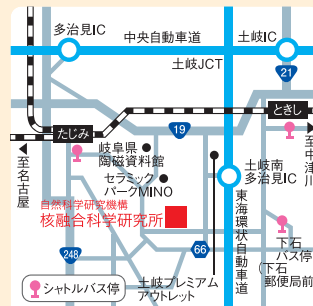 多治見IC
中央自動車道
土岐IC
土岐JCT
21
ときし
たじみ
19
至名古屋
至中津川
岐阜県
陶磁資料館
セラミック
パークMINO
土岐南
多治見IC
自然科学研究機構
核融合科学研究所
東海環状自動車道
下石
バス停
(下石
郵便局前)
66
248
シャトルバス停
土岐プレミアム
アウトレット